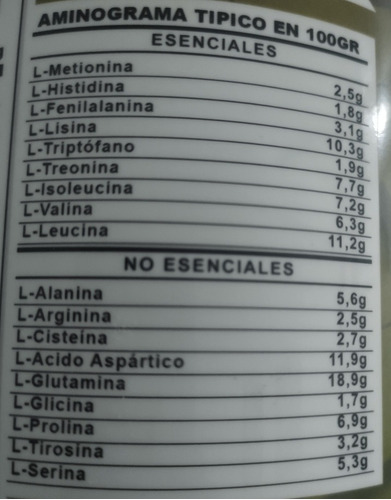 AMINOGRAMA TIPICO EN 100GR
ESENCIALES
L-Metionina 2,5g
L-Histidina 1,8g
L-Fenilalanina 3,1g
L-Lisina 10,3g
L-Triptófano 1,9g
L-Treonina 7,7g
L-Isoleucina 7,2g
L-Valina 6,3g
L-Leucina 11,2g
NO ESENCIALES
L-Alanina 5,6g
L-Arginina 2,5g
L-Cisteína 2,7g
L-Acido Aspártico 11,9g
L-Glutamina 18,9g
L-Glicina 1,7g
L-Prolina 6,9g
L-Tirosina 3,2g
L-Serina 5,3g